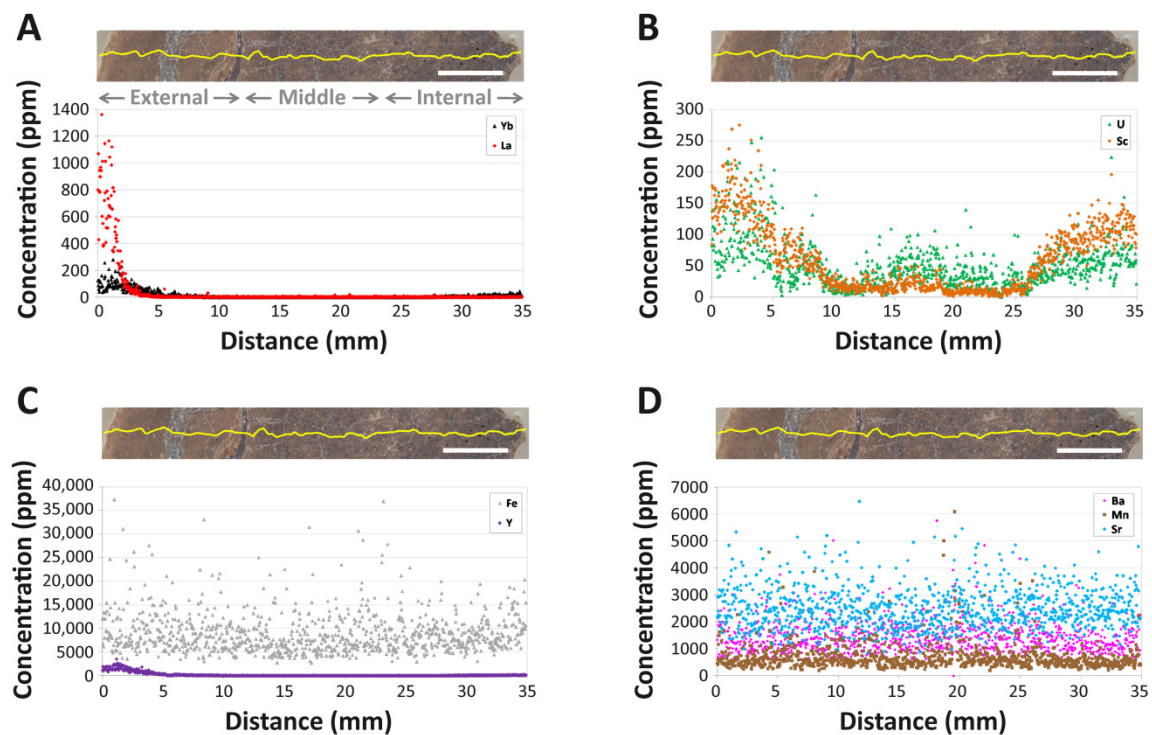 A
← External → ← Middle → ← Internal →
Concentration (ppm)
1400
1200
1000
800
600
400
200
0
Yb
La
0 5 10 15 20 25 30 35
Distance (mm)
B
Concentration (ppm)
300
250
200
150
100
50
0
U
Sc
0 5 10 15 20 25 30 35
Distance (mm)
C
Concentration (ppm)
40,000
35,000
30,000
25,000
20,000
15,000
10,000
5000
0
Fe
Y
0 5 10 15 20 25 30 35
Distance (mm)
D
Concentration (ppm)
7000
6000
5000
4000
3000
2000
1000
0
Ba
Mn
Sr
0 5 10 15 20 25 30 35
Distance (mm)